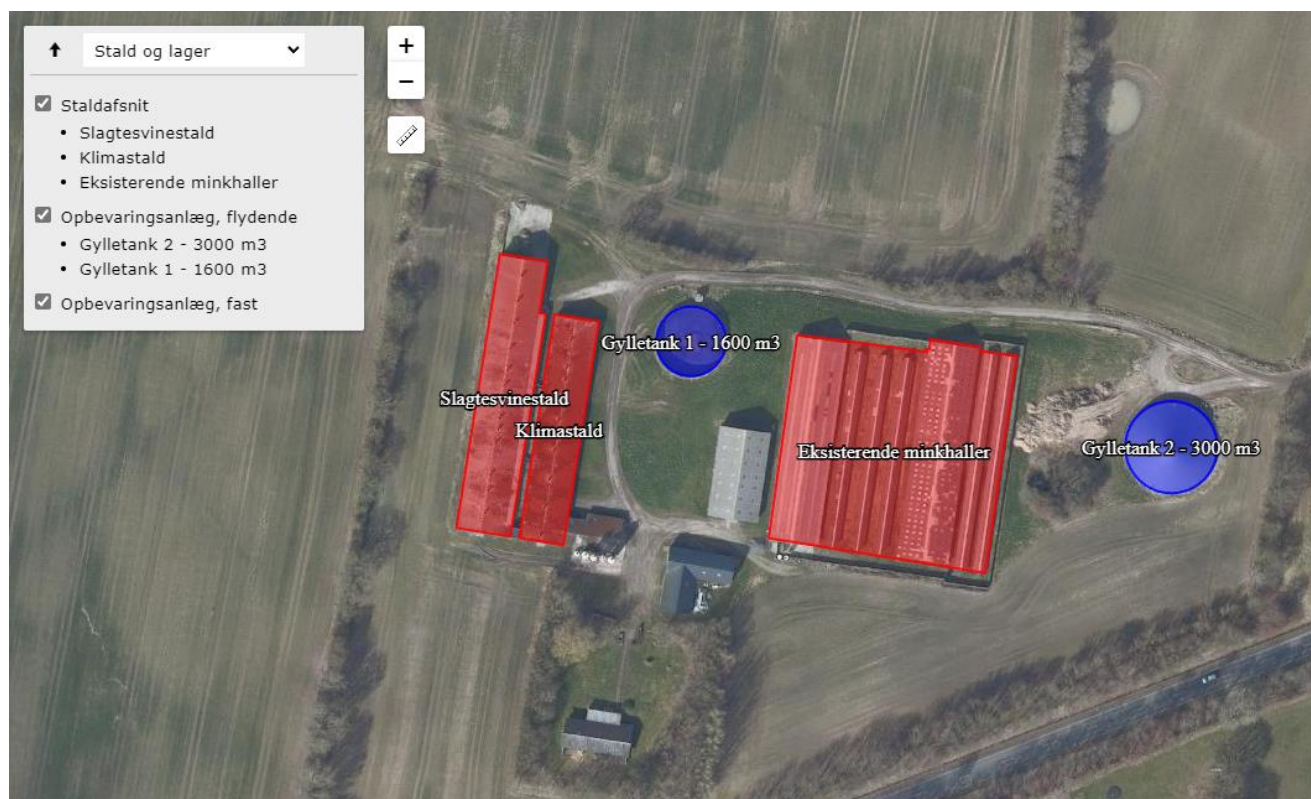 Stald og lager
Staldafsnit
• Slagtesvinestald
• Klimastald
• Eksisterende minkhaller
Opbevaringsanlæg, flydende
• Gylletank 2 - 3000 m3
• Gylletank 1 - 1600 m3
Opbevaringsanlæg, fast
+
−
Gylletank 1 - 1600 m3
Slagtesvinestald
Klimastald
Eksisterende minkhaller
Gylletank 2 - 3000 m3